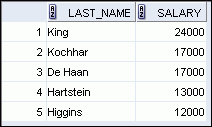 LAST_NAME SALARY
1 King 24000
2 Kochhar 17000
3 De Haan 17000
4 Hartstein 13000
5 Higgins 12000